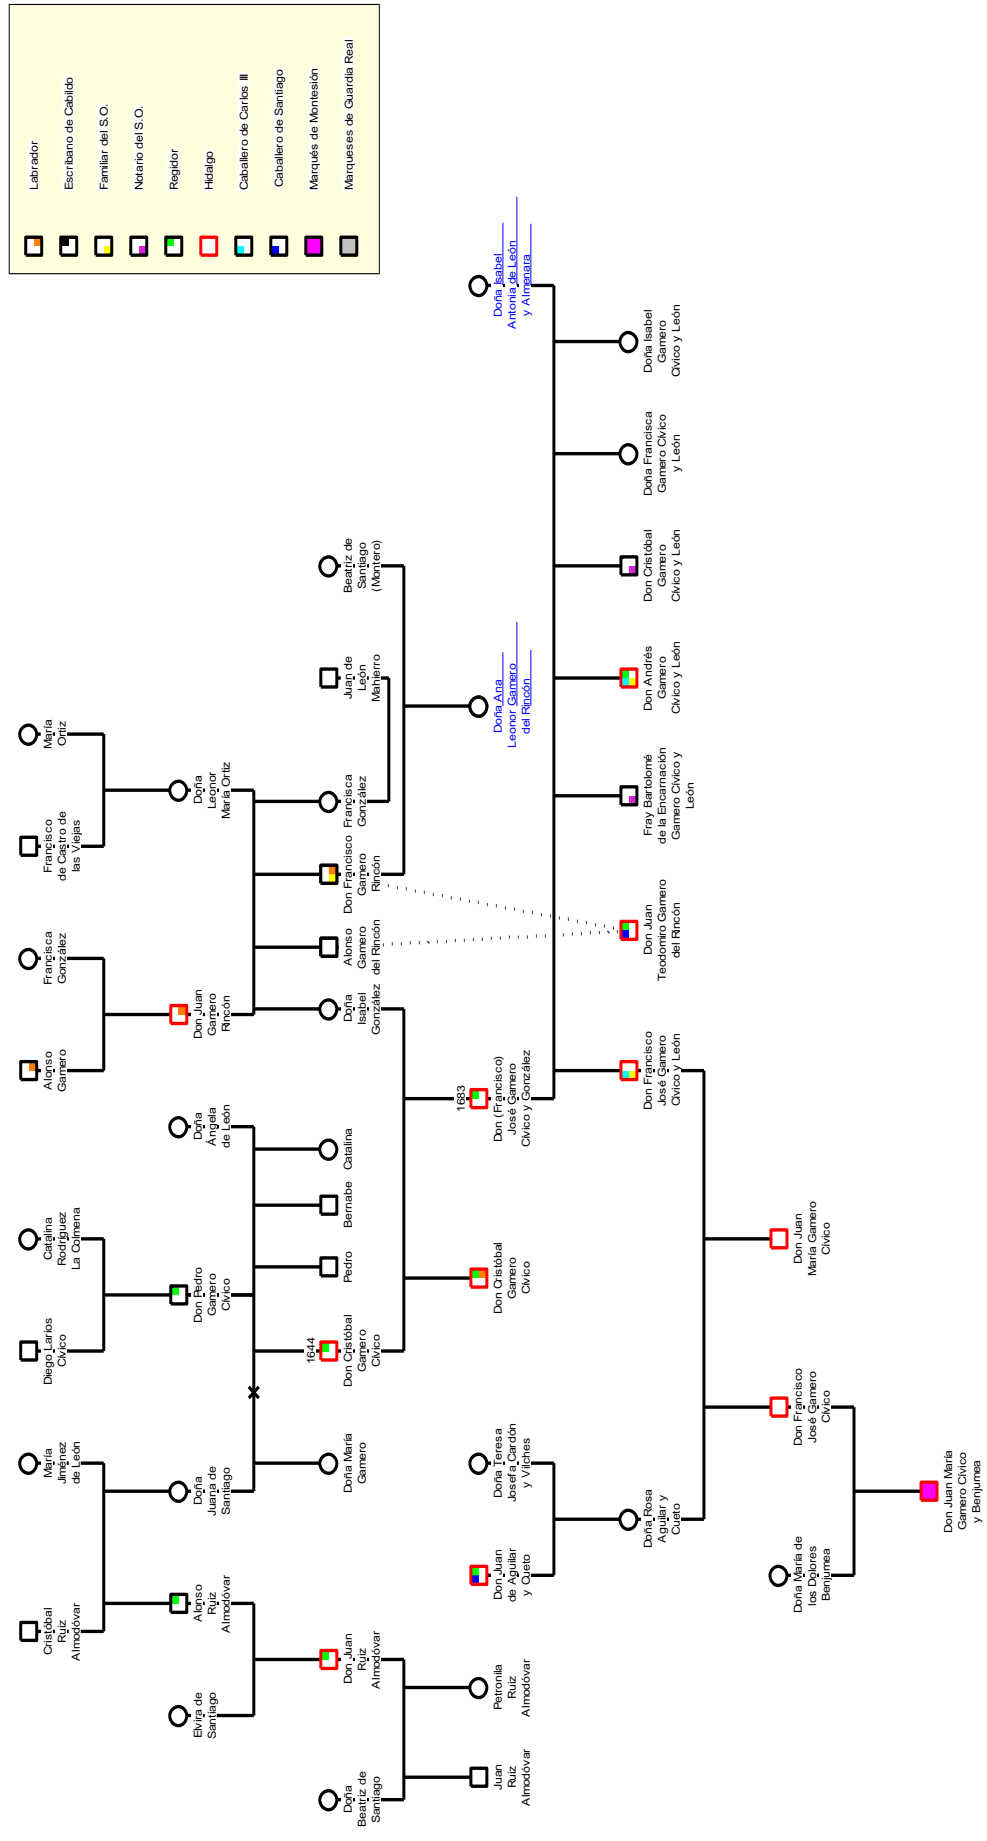 Labrador
Escribano de Cabildo
Familiar del S.O.
Notario del S.O.
Regidor
Hidalgo
Caballero de Carlos III
Caballero de Santiago
Marqués de Montesión
Marqueses de Guardia Real
Cristóbal
Ruiz
Almodóvar
María
Jiménez
de León
Diego Larios
Cívico
Catalina
Rodríguez
La Colmena
Alonso
Gamero
Francisca
González
Francisco
de Castro de
las Viejas
María
Ortiz
Elvira de
Santiago
Alonso
Ruiz
Almodóvar
Doña
Juana de
Santiago
Don Pedro
Gamero
Cívico
Doña
Ángela
de León
Don Juan
Gamero
Rincón
Doña
Leonor
María Ortiz
Doña
Beatriz de
Santiago
Don Juan
Ruiz
Almodóvar
Doña María
Gamero
1644
Don Cristóbal
Gamero
Cívico
Pedro
Bernabe
Catalina
Doña
Isabel
González
Alonso
Gamero
del Rincón
Don Francisco
Gamero
Rincón
Francisca
González
Juan de
León
Mahierro
Beatriz de
Santiago
(Montero)
Juan
Ruiz
Almodóvar
Petronila
Ruiz
Almodóvar
Don Juan
de Aguilar
y Cueto
Doña Teresa
Josefa Cardón
y Vilches
Don Cristóbal
Gamero
Cívico
1683
Don (Francisco)
José Gamero
Cívico y González
Doña Ana
Leonor Gamero
del Rincón
Doña Isabel
Antonia de León
y Almenara
Doña Rosa
Aguilar y
Cueto
Don Francisco
José Gamero
Cívico y León
Don Juan
Teodomiro Gamero
del Rincón
Fray Bartolomé
de la Encarnación
Gamero Cívico y
León
Don Andrés
Gamero
Cívico y León
Don Cristóbal
Gamero
Cívico y León
Doña Francisca
Gamero Cívico
y León
Doña Isabel
Gamero
Cívico y León
Doña María de
los Dolores
Benjumea
Don Francisco
José Gamero
Cívico
Don Juan
María Gamero
Cívico
Don Juan María
Gamero Cívico
y Benjumea